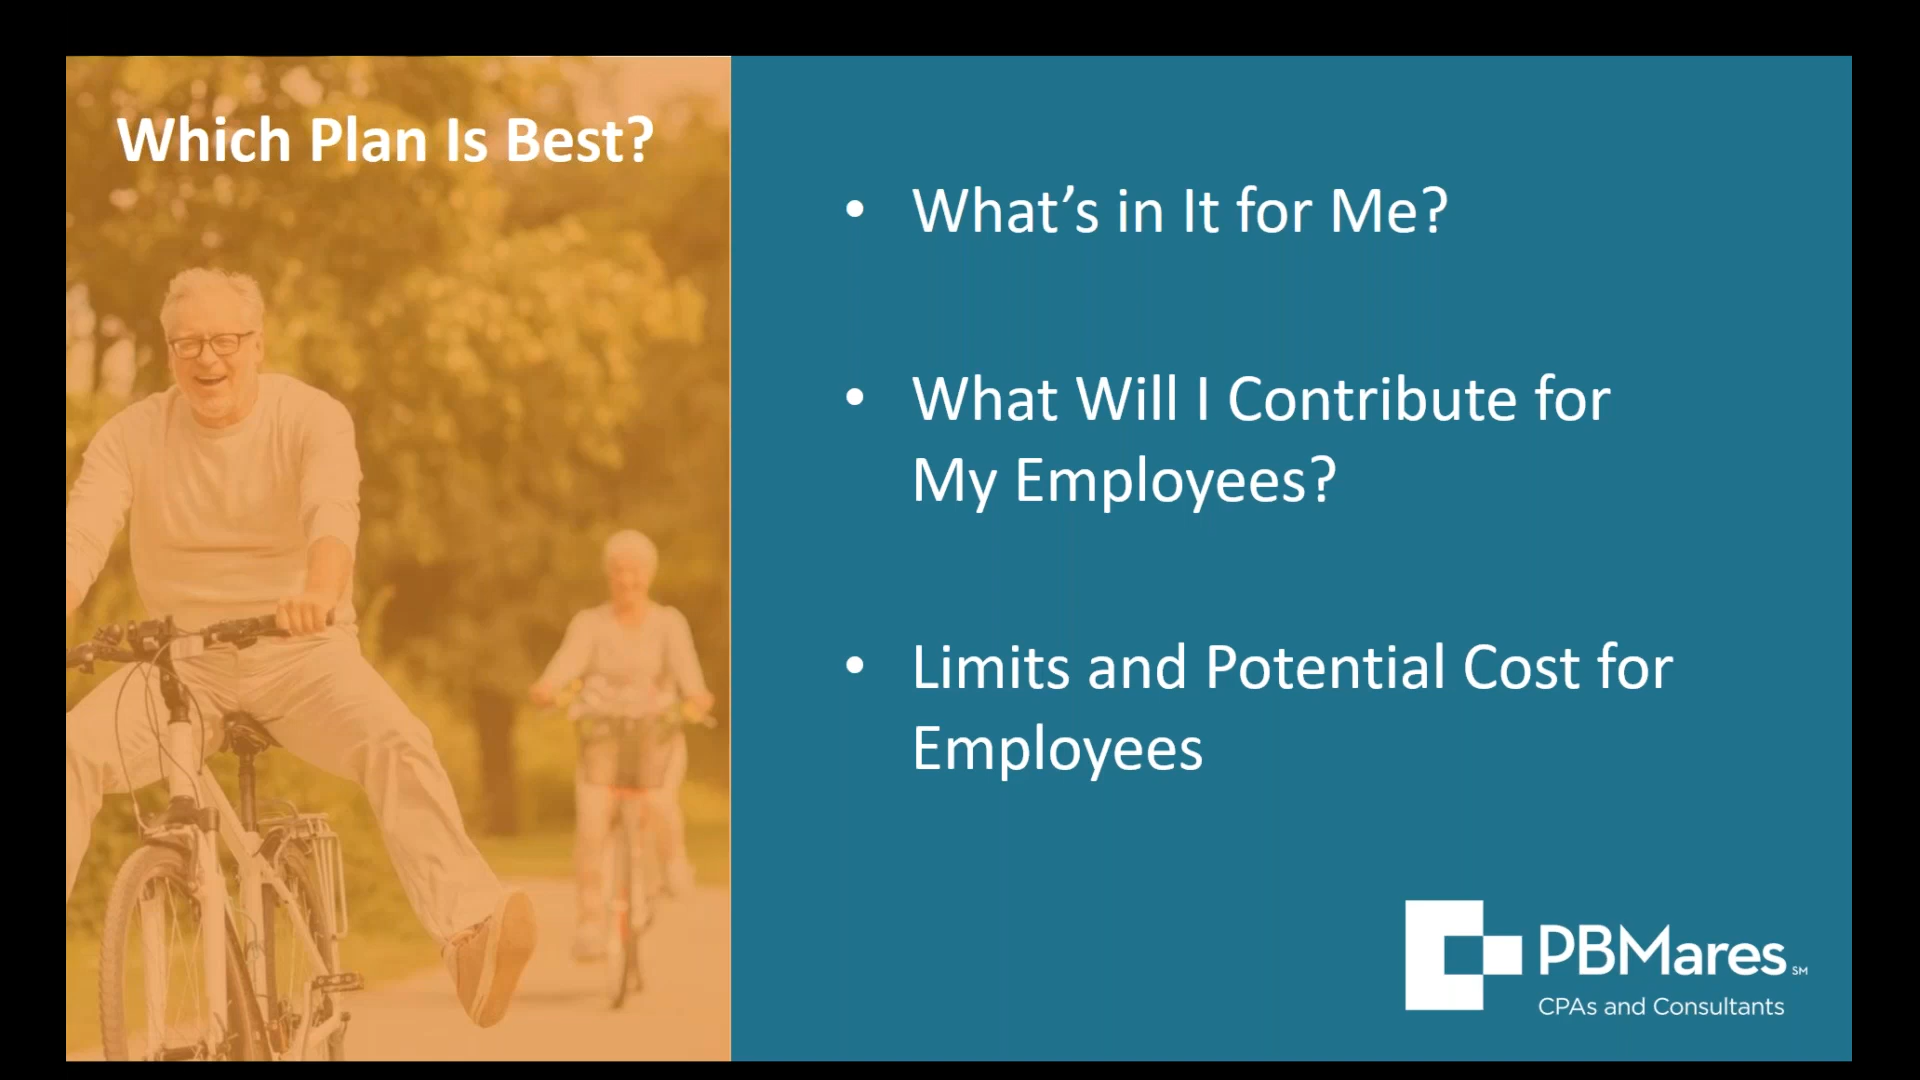 Which Plan Is Best?
• What’s in It for Me?
• What Will I Contribute for
My Employees?
• Limits and Potential Cost for
Employees
PBMares SM
CPAs and Consultants